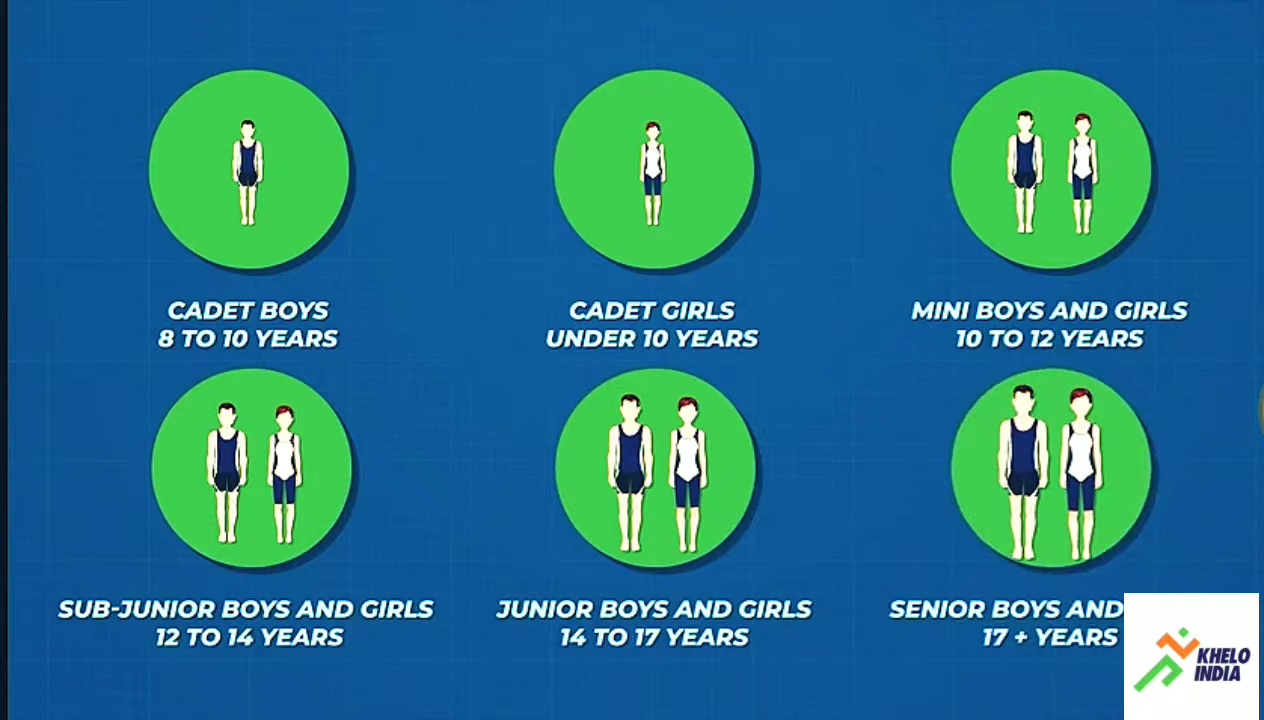 CADET BOYS
8 TO 10 YEARS
CADET GIRLS
UNDER 10 YEARS
MINI BOYS AND GIRLS
10 TO 12 YEARS
SUB-JUNIOR BOYS AND GIRLS
12 TO 14 YEARS
JUNIOR BOYS AND GIRLS
14 TO 17 YEARS
SENIOR BOYS AND
17 + YEARS
KHELO
INDIA